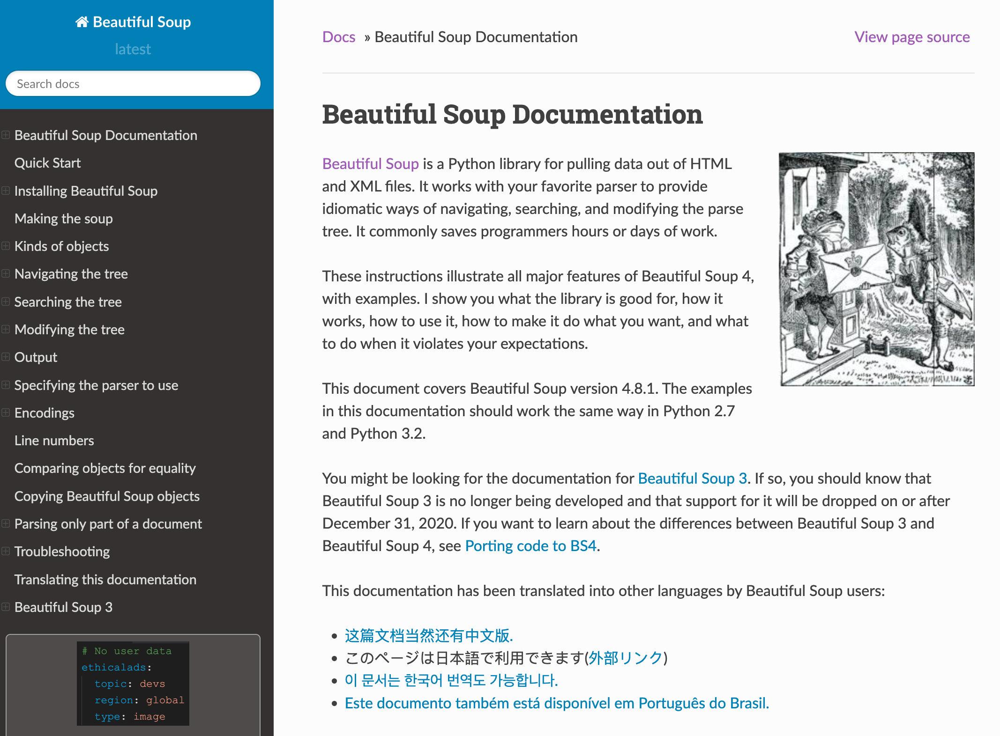 Beautiful Soup
latest
Search docs
Beautiful Soup Documentation
Quick Start
Installing Beautiful Soup
Making the soup
Kinds of objects
Navigating the tree
Searching the tree
Modifying the tree
Output
Specifying the parser to use
Encodings
Line numbers
Comparing objects for equality
Copying Beautiful Soup objects
Parsing only part of a document
Troubleshooting
Translating this documentation
Beautiful Soup 3
# No user data
ethicalads:
topic: devs
region: global
type: image
Docs » Beautiful Soup Documentation
View page source
Beautiful Soup Documentation
Beautiful Soup is a Python library for pulling data out of HTML
and XML files. It works with your favorite parser to provide
idiomatic ways of navigating, searching, and modifying the parse
tree. It commonly saves programmers hours or days of work.
These instructions illustrate all major features of Beautiful Soup 4,
with examples. I show you what the library is good for, how it
works, how to use it, how to make it do what you want, and what
to do when it violates your expectations.
This document covers Beautiful Soup version 4.8.1. The examples
in this documentation should work the same way in Python 2.7
and Python 3.2.
You might be looking for the documentation for Beautiful Soup 3. If so, you should know that
Beautiful Soup 3 is no longer being developed and that support for it will be dropped on or after
December 31, 2020. If you want to learn about the differences between Beautiful Soup 3 and
Beautiful Soup 4, see Porting code to BS4.
This documentation has been translated into other languages by Beautiful Soup users:
• 这篇文档当然还有中文版.
• このページは日本語で利用できます(外部リンク)
• 이 문서는 한국어 번역도 가능합니다.
• Este documento também está disponível em Português do Brasil.